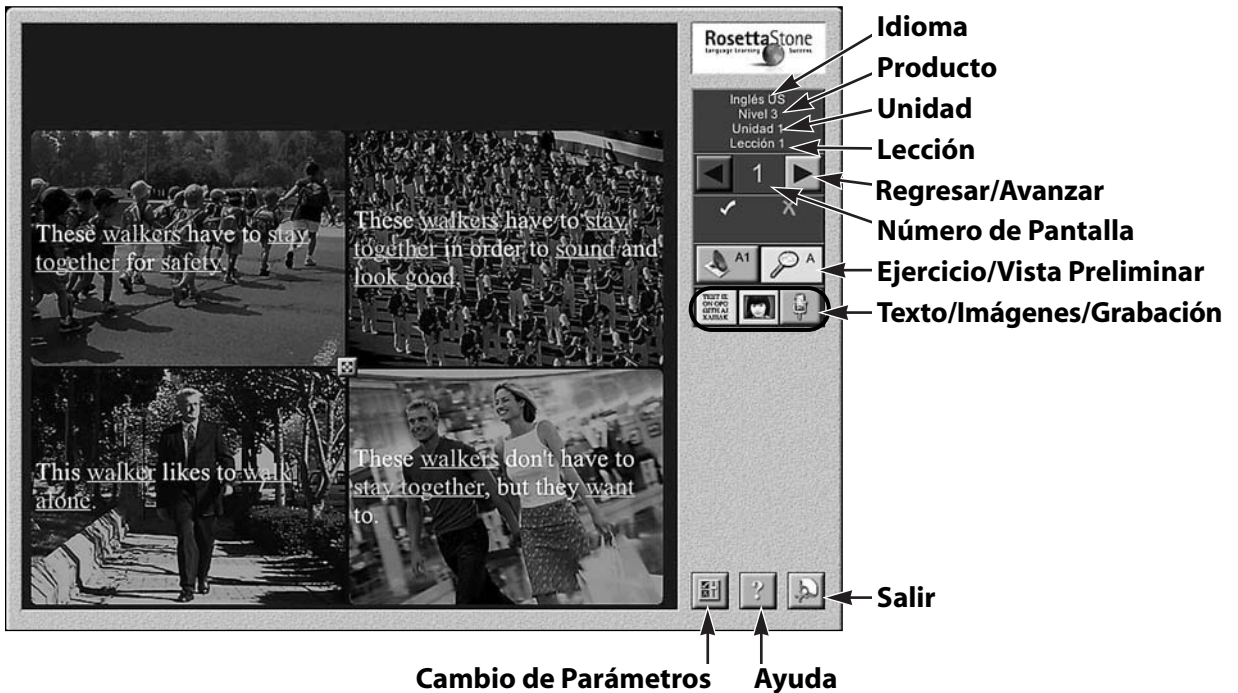 RosettaStone
Language Learning Success
Inglés US
Nivel 3
Unidad 1
Lección 1
1
A1
A
Idioma
Producto
Unidad
Lección
Regresar/Avanzar
Número de Pantalla
Ejercicio/Vista Preliminar
Texto/Imágenes/Grabación
These walkers have to stay
together for safety.
These walkers have to stay
together in order to sound and
look good.
This walker likes to walk
alone.
These walkers don't have to
stay together, but they want
to.
?
Salir
Cambio de Parámetros
Ayuda